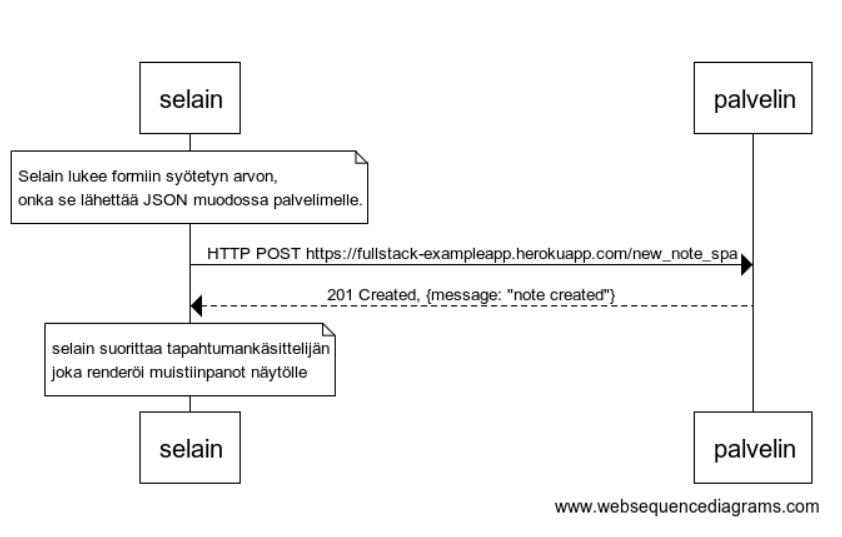 selain
palvelin
Selain lukee formiin syötetyn arvon,
onka se lähettää JSON muodossa palvelimelle.
HTTP POST https://fullstack-exampleapp.herokuapp.com/new_note_spa
201 Created, {message: "note created"}
selain suorittaa tapahtumankäsittelijän
joka renderöi muistiinpanot näytölle
selain
palvelin
www.websequencediagrams.com